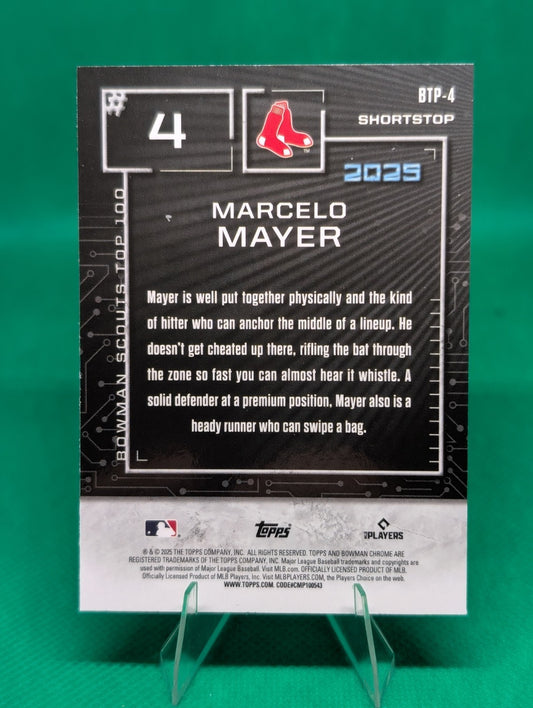 # 4
BTP-4
SHORTSTOP
2025
BOWMAN SCOUTS TOP 100
MARCELO
MAYER
Mayer is well put together physically and the kind
of hitter who can anchor the middle of a lineup. He
doesn't get cheated up there, rifling the bat through
the zone so fast you can almost hear it whistle. A
solid defender at a premium position, Mayer also is a
heady runner who can swipe a bag.
Topps
MLB PLAYERS
® & © 2025 THE TOPPS COMPANY, INC. ALL RIGHTS RESERVED. TOPPS AND BOWMAN CHROME ARE
REGISTERED TRADEMARKS OF THE TOPPS COMPANY, INC. Major League Baseball trademarks and copyrights are
used with permission of Major League Baseball. Visit MLB.com. OFFICIALLY LICENSED PRODUCT OF MLB.
Officially Licensed Product of MLB Players, Inc. Visit MLBPLAYERS.COM, the Players Choice on the web.
WWW.TOPPS.COM. CODE#CMP100543